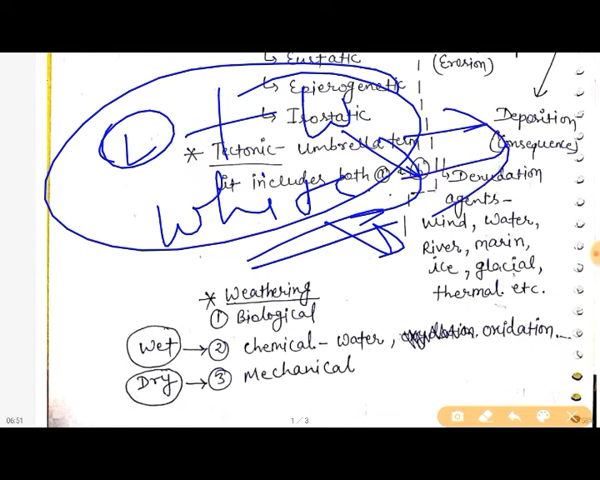 ↳ Eustatic
(Erosion)
↳ Epierogenetic
↳ Isostatic
Deposition
(Consequence)
* Tectonic - umbrella term
it includes both @
↳ Denudation
agents -
wind, water,
River, marin,
ice, glacial,
thermal etc.
* Weathering
① Biological
Wet → ② Chemical - water, oxidation
Dry → ③ Mechanical
06:51
1 / 3